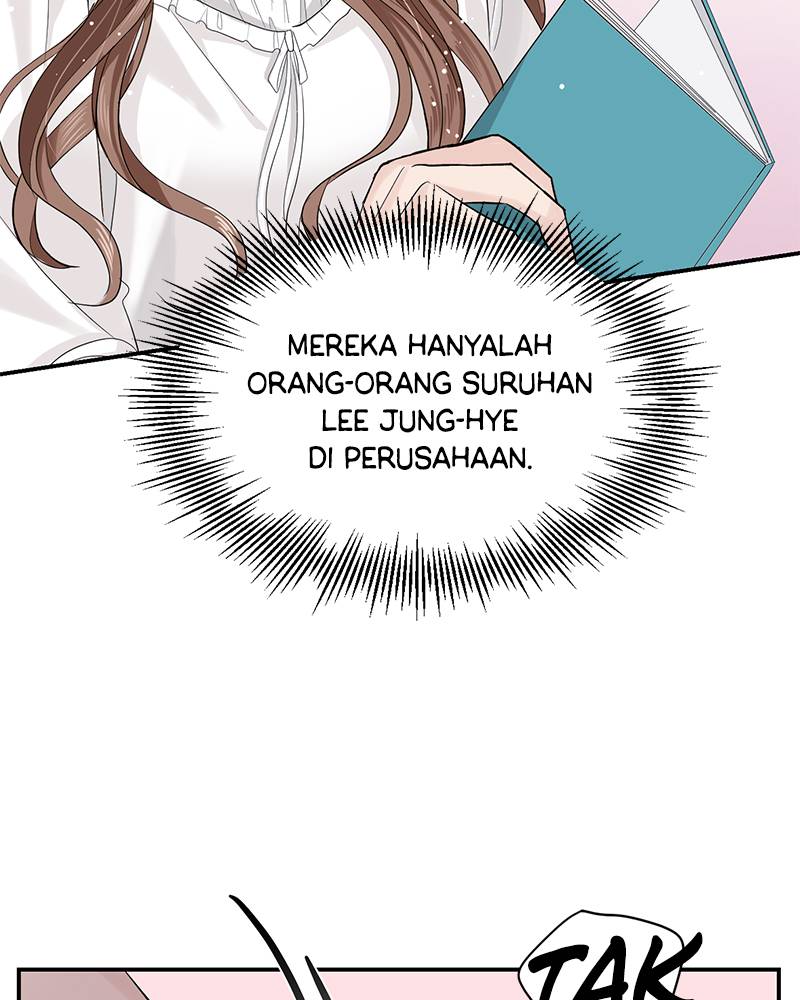 MEREKA HANYALAH
ORANG-ORANG SURUHAN
LEE JUNG-HYE
DI PERUSAHAAN.
TAK